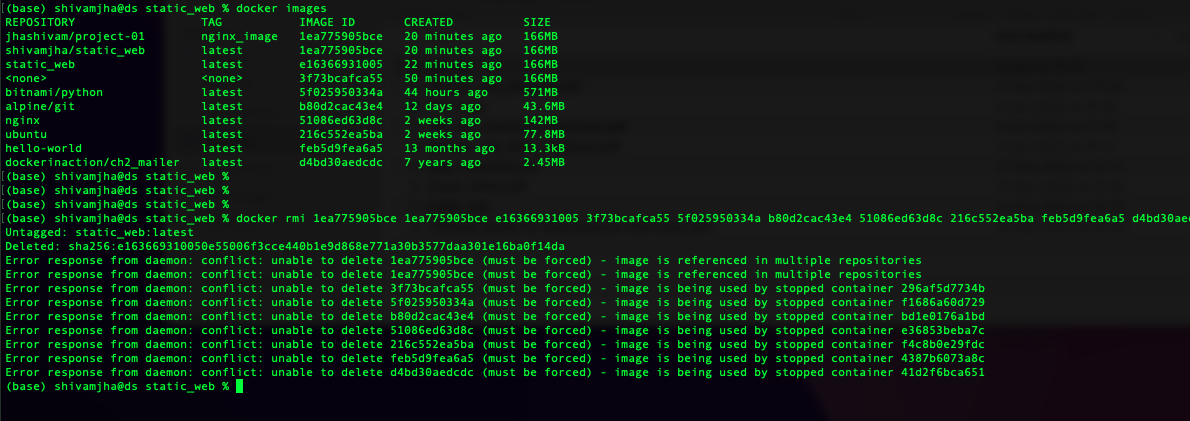 (base) shivamjha@ds static_web % docker images
REPOSITORY TAG IMAGE ID CREATED SIZE
jhashivam/project-01 nginx_image 1ea775905bce 20 minutes ago 166MB
shivamjha/static_web latest 1ea775905bce 20 minutes ago 166MB
static_web latest e16366931005 22 minutes ago 166MB
<none> <none> 3f73bcafca55 50 minutes ago 166MB
bitnami/python latest 5f025950334a 44 hours ago 571MB
alpine/git latest b80d2cac43e4 12 days ago 43.6MB
nginx latest 51086ed63d8c 2 weeks ago 142MB
ubuntu latest 216c552ea5ba 2 weeks ago 77.8MB
hello-world latest feb5d9fea6a5 13 months ago 13.3kB
dockerinaction/ch2_mailer latest d4bd30aedcdc 7 years ago 2.45MB
(base) shivamjha@ds static_web %
(base) shivamjha@ds static_web %
(base) shivamjha@ds static_web %
(base) shivamjha@ds static_web % docker rmi 1ea775905bce 1ea775905bce e16366931005 3f73bcafca55 5f025950334a b80d2cac43e4 51086ed63d8c 216c552ea5ba feb5d9fea6a5 d4bd30aed
Untagged: static_web:latest
Deleted: sha256:e163669310050e55006f3cce440b1e9d868e771a30b3577daa301e16ba0f14da
Error response from daemon: conflict: unable to delete 1ea775905bce (must be forced) - image is referenced in multiple repositories
Error response from daemon: conflict: unable to delete 1ea775905bce (must be forced) - image is referenced in multiple repositories
Error response from daemon: conflict: unable to delete 3f73bcafca55 (must be forced) - image is being used by stopped container 296af5d7734b
Error response from daemon: conflict: unable to delete 5f025950334a (must be forced) - image is being used by stopped container f1686a60d729
Error response from daemon: conflict: unable to delete b80d2cac43e4 (must be forced) - image is being used by stopped container bd1e0176a1bd
Error response from daemon: conflict: unable to delete 51086ed63d8c (must be forced) - image is being used by stopped container e36853beba7c
Error response from daemon: conflict: unable to delete 216c552ea5ba (must be forced) - image is being used by stopped container f4c8b0e29fdc
Error response from daemon: conflict: unable to delete feb5d9fea6a5 (must be forced) - image is being used by stopped container 4387b6073a8c
Error response from daemon: conflict: unable to delete d4bd30aedcdc (must be forced) - image is being used by stopped container 41d2f6bca651
(base) shivamjha@ds static_web %